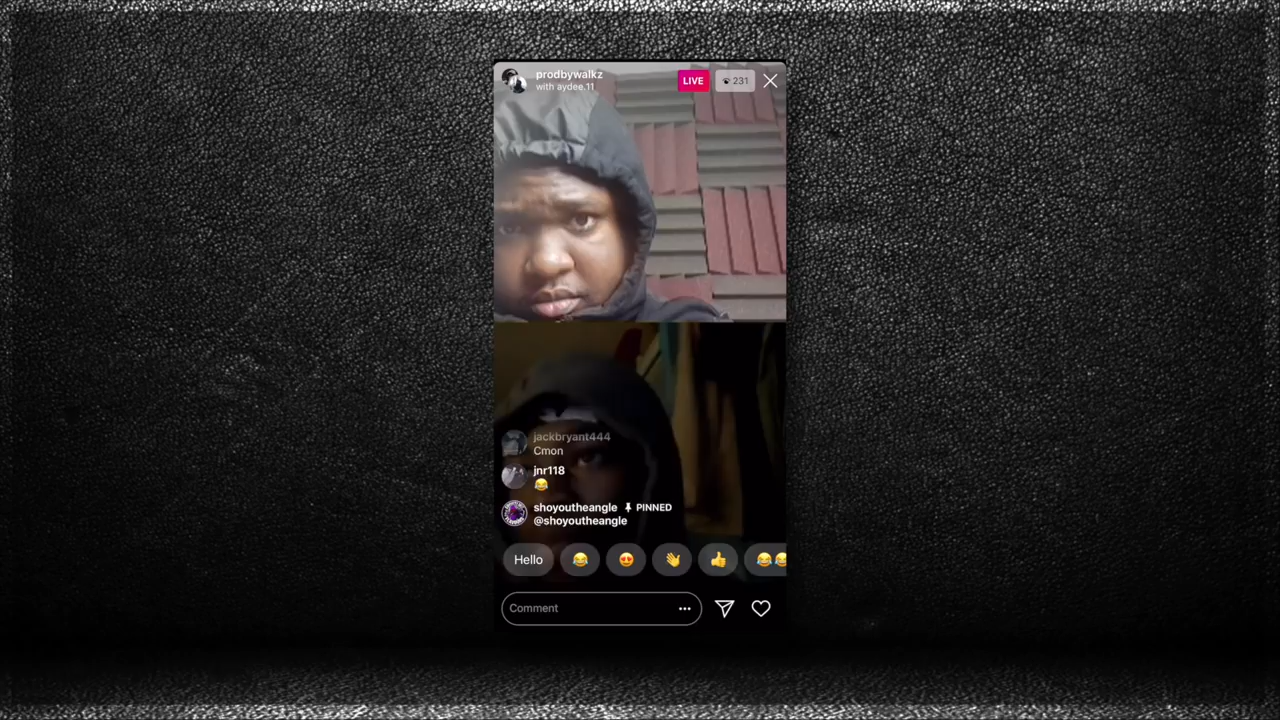 prodbywalkz
with aydee.11
LIVE
231
jackbryant444
Cmon
jnr118
😂
shoyoutheangle PINNED
@shoyoutheangle
Hello 😂 😍 👋 👍 😂😂
Comment